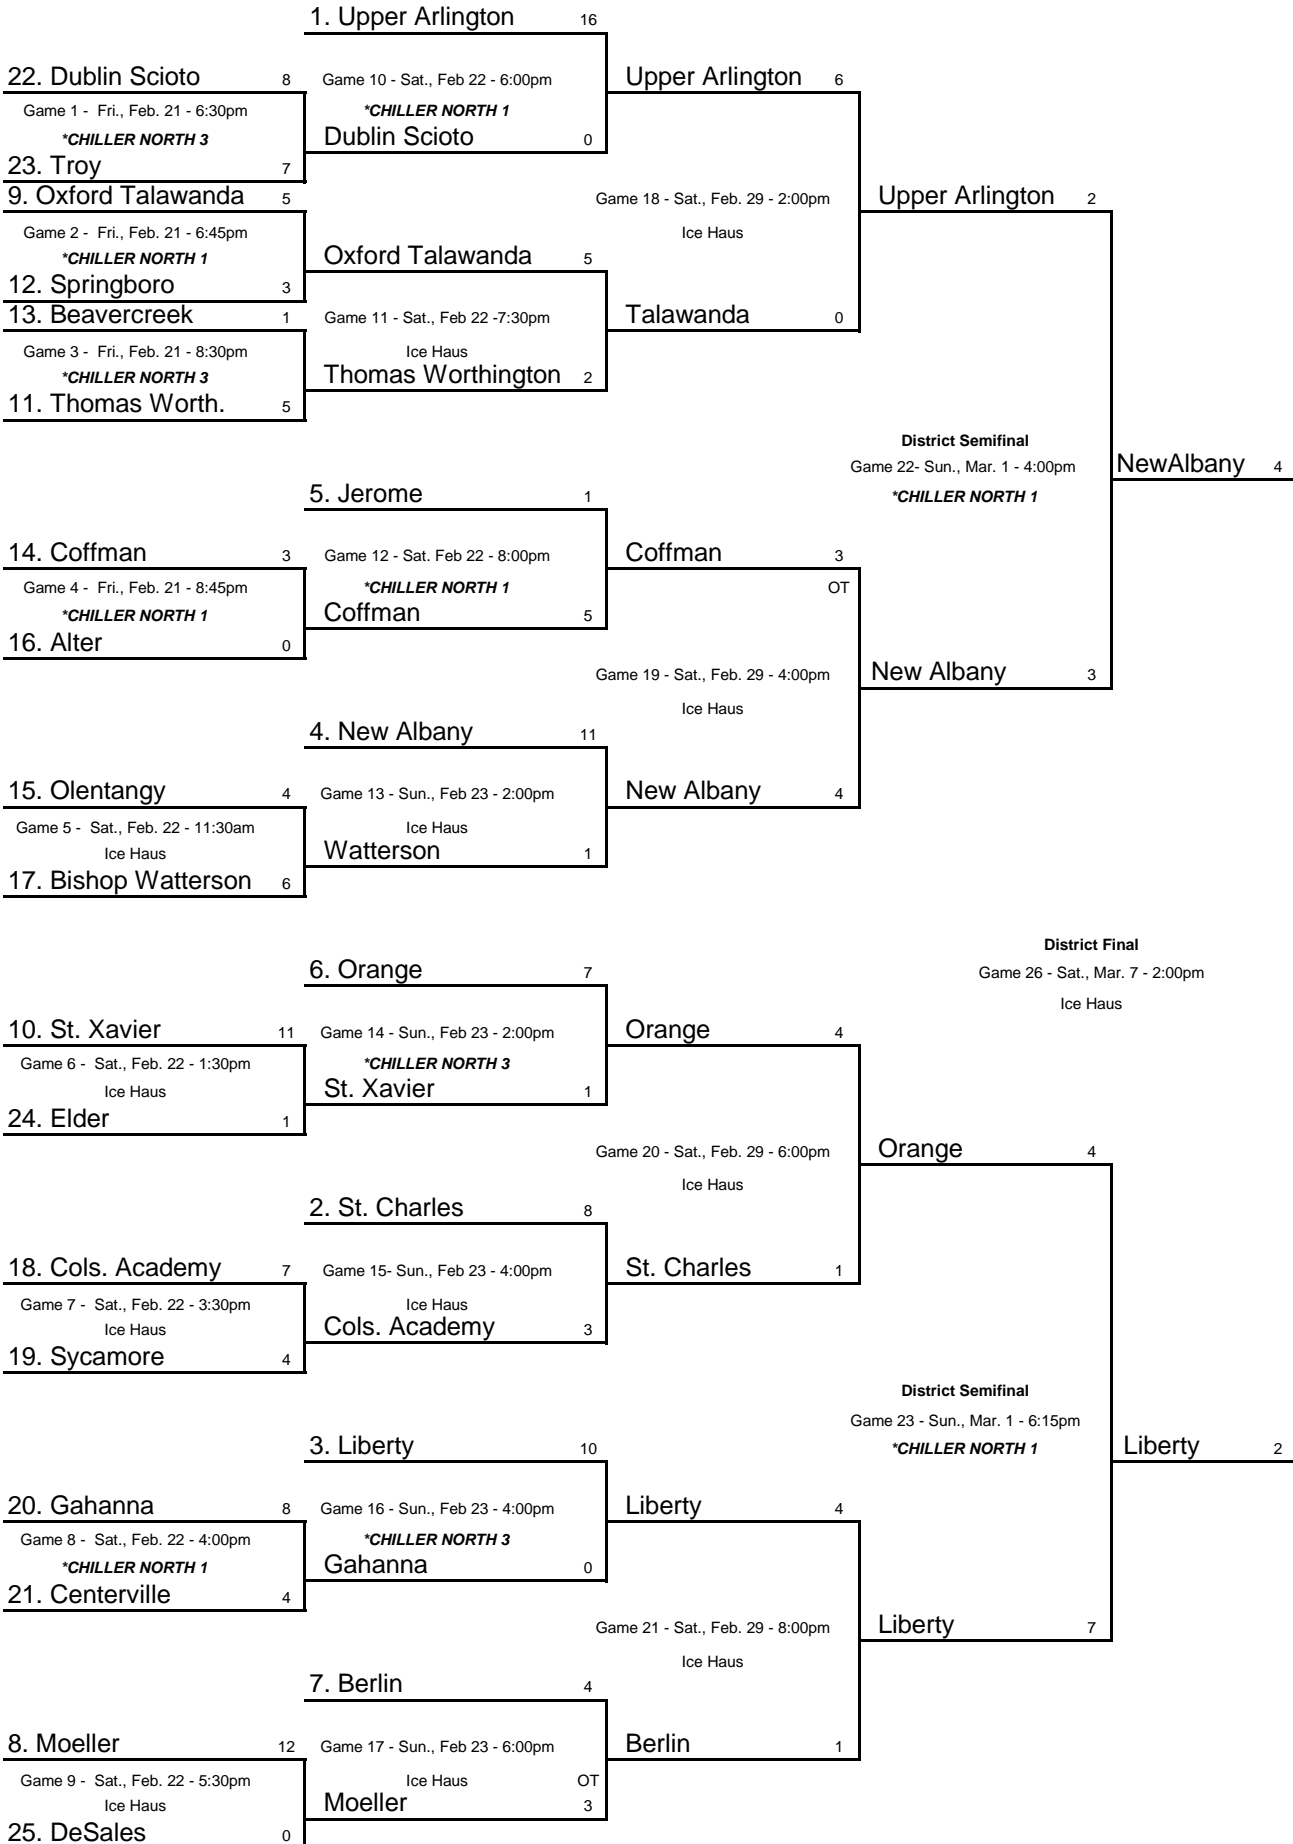 1. Upper Arlington 16
22. Dublin Scioto 8 Game 10 - Sat., Feb 22 - 6:00pm Upper Arlington 6
Game 1 - Fri., Feb. 21 - 6:30pm *CHILLER NORTH 1
*CHILLER NORTH 3 Dublin Scioto 0
23. Troy 7
9. Oxford Talawanda 5 Game 18 - Sat., Feb. 29 - 2:00pm Upper Arlington 2
Game 2 - Fri., Feb. 21 - 6:45pm Ice Haus
*CHILLER NORTH 1 Oxford Talawanda 5
12. Springboro 3
13. Beavercreek 1 Game 11 - Sat., Feb 22 -7:30pm Talawanda 0
Game 3 - Fri., Feb. 21 - 8:30pm Ice Haus
*CHILLER NORTH 3 Thomas Worthington 2
11. Thomas Worth. 5
District Semifinal
Game 22- Sun., Mar. 1 - 4:00pm NewAlbany 4
5. Jerome 1 *CHILLER NORTH 1
14. Coffman 3 Game 12 - Sat. Feb 22 - 8:00pm Coffman 3
Game 4 - Fri., Feb. 21 - 8:45pm *CHILLER NORTH 1 OT
*CHILLER NORTH 1 Coffman 5
16. Alter 0
Game 19 - Sat., Feb. 29 - 4:00pm New Albany 3
Ice Haus
4. New Albany 11
15. Olentangy 4 Game 13 - Sun., Feb 23 - 2:00pm New Albany 4
Game 5 - Sat., Feb. 22 - 11:30am Ice Haus
Ice Haus Watterson 1
17. Bishop Watterson 6
District Final
6. Orange 7 Game 26 - Sat., Mar. 7 - 2:00pm
Ice Haus
10. St. Xavier 11 Game 14 - Sun., Feb 23 - 2:00pm Orange 4
Game 6 - Sat., Feb. 22 - 1:30pm *CHILLER NORTH 3
Ice Haus St. Xavier 1
24. Elder 1
Game 20 - Sat., Feb. 29 - 6:00pm Orange 4
Ice Haus
2. St. Charles 8
18. Cols. Academy 7 Game 15- Sun., Feb 23 - 4:00pm St. Charles 1
Game 7 - Sat., Feb. 22 - 3:30pm Ice Haus
Ice Haus Cols. Academy 3
19. Sycamore 4
District Semifinal
Game 23 - Sun., Mar. 1 - 6:15pm
3. Liberty 10 *CHILLER NORTH 1 Liberty 2
20. Gahanna 8 Game 16 - Sun., Feb 23 - 4:00pm Liberty 4
Game 8 - Sat., Feb. 22 - 4:00pm *CHILLER NORTH 3
*CHILLER NORTH 1 Gahanna 0
21. Centerville 4
Game 21 - Sat., Feb. 29 - 8:00pm Liberty 7
Ice Haus
7. Berlin 4
8. Moeller 12 Game 17 - Sun., Feb 23 - 6:00pm Berlin 1
Game 9 - Sat., Feb. 22 - 5:30pm Ice Haus OT
Ice Haus Moeller 3
25. DeSales 0